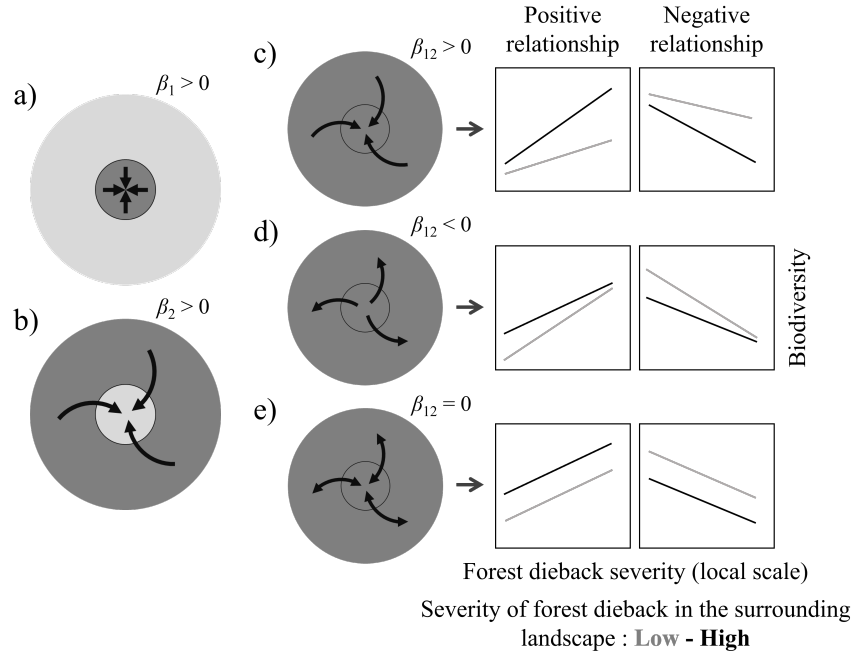 a)
β₁ > 0
b)
β₂ > 0
c)
β₁₂ > 0
Positive
relationship
Negative
relationship
d)
β₁₂ < 0
Biodiversity
e)
β₁₂ = 0
Forest dieback severity (local scale)
Severity of forest dieback in the surrounding
landscape : Low - High